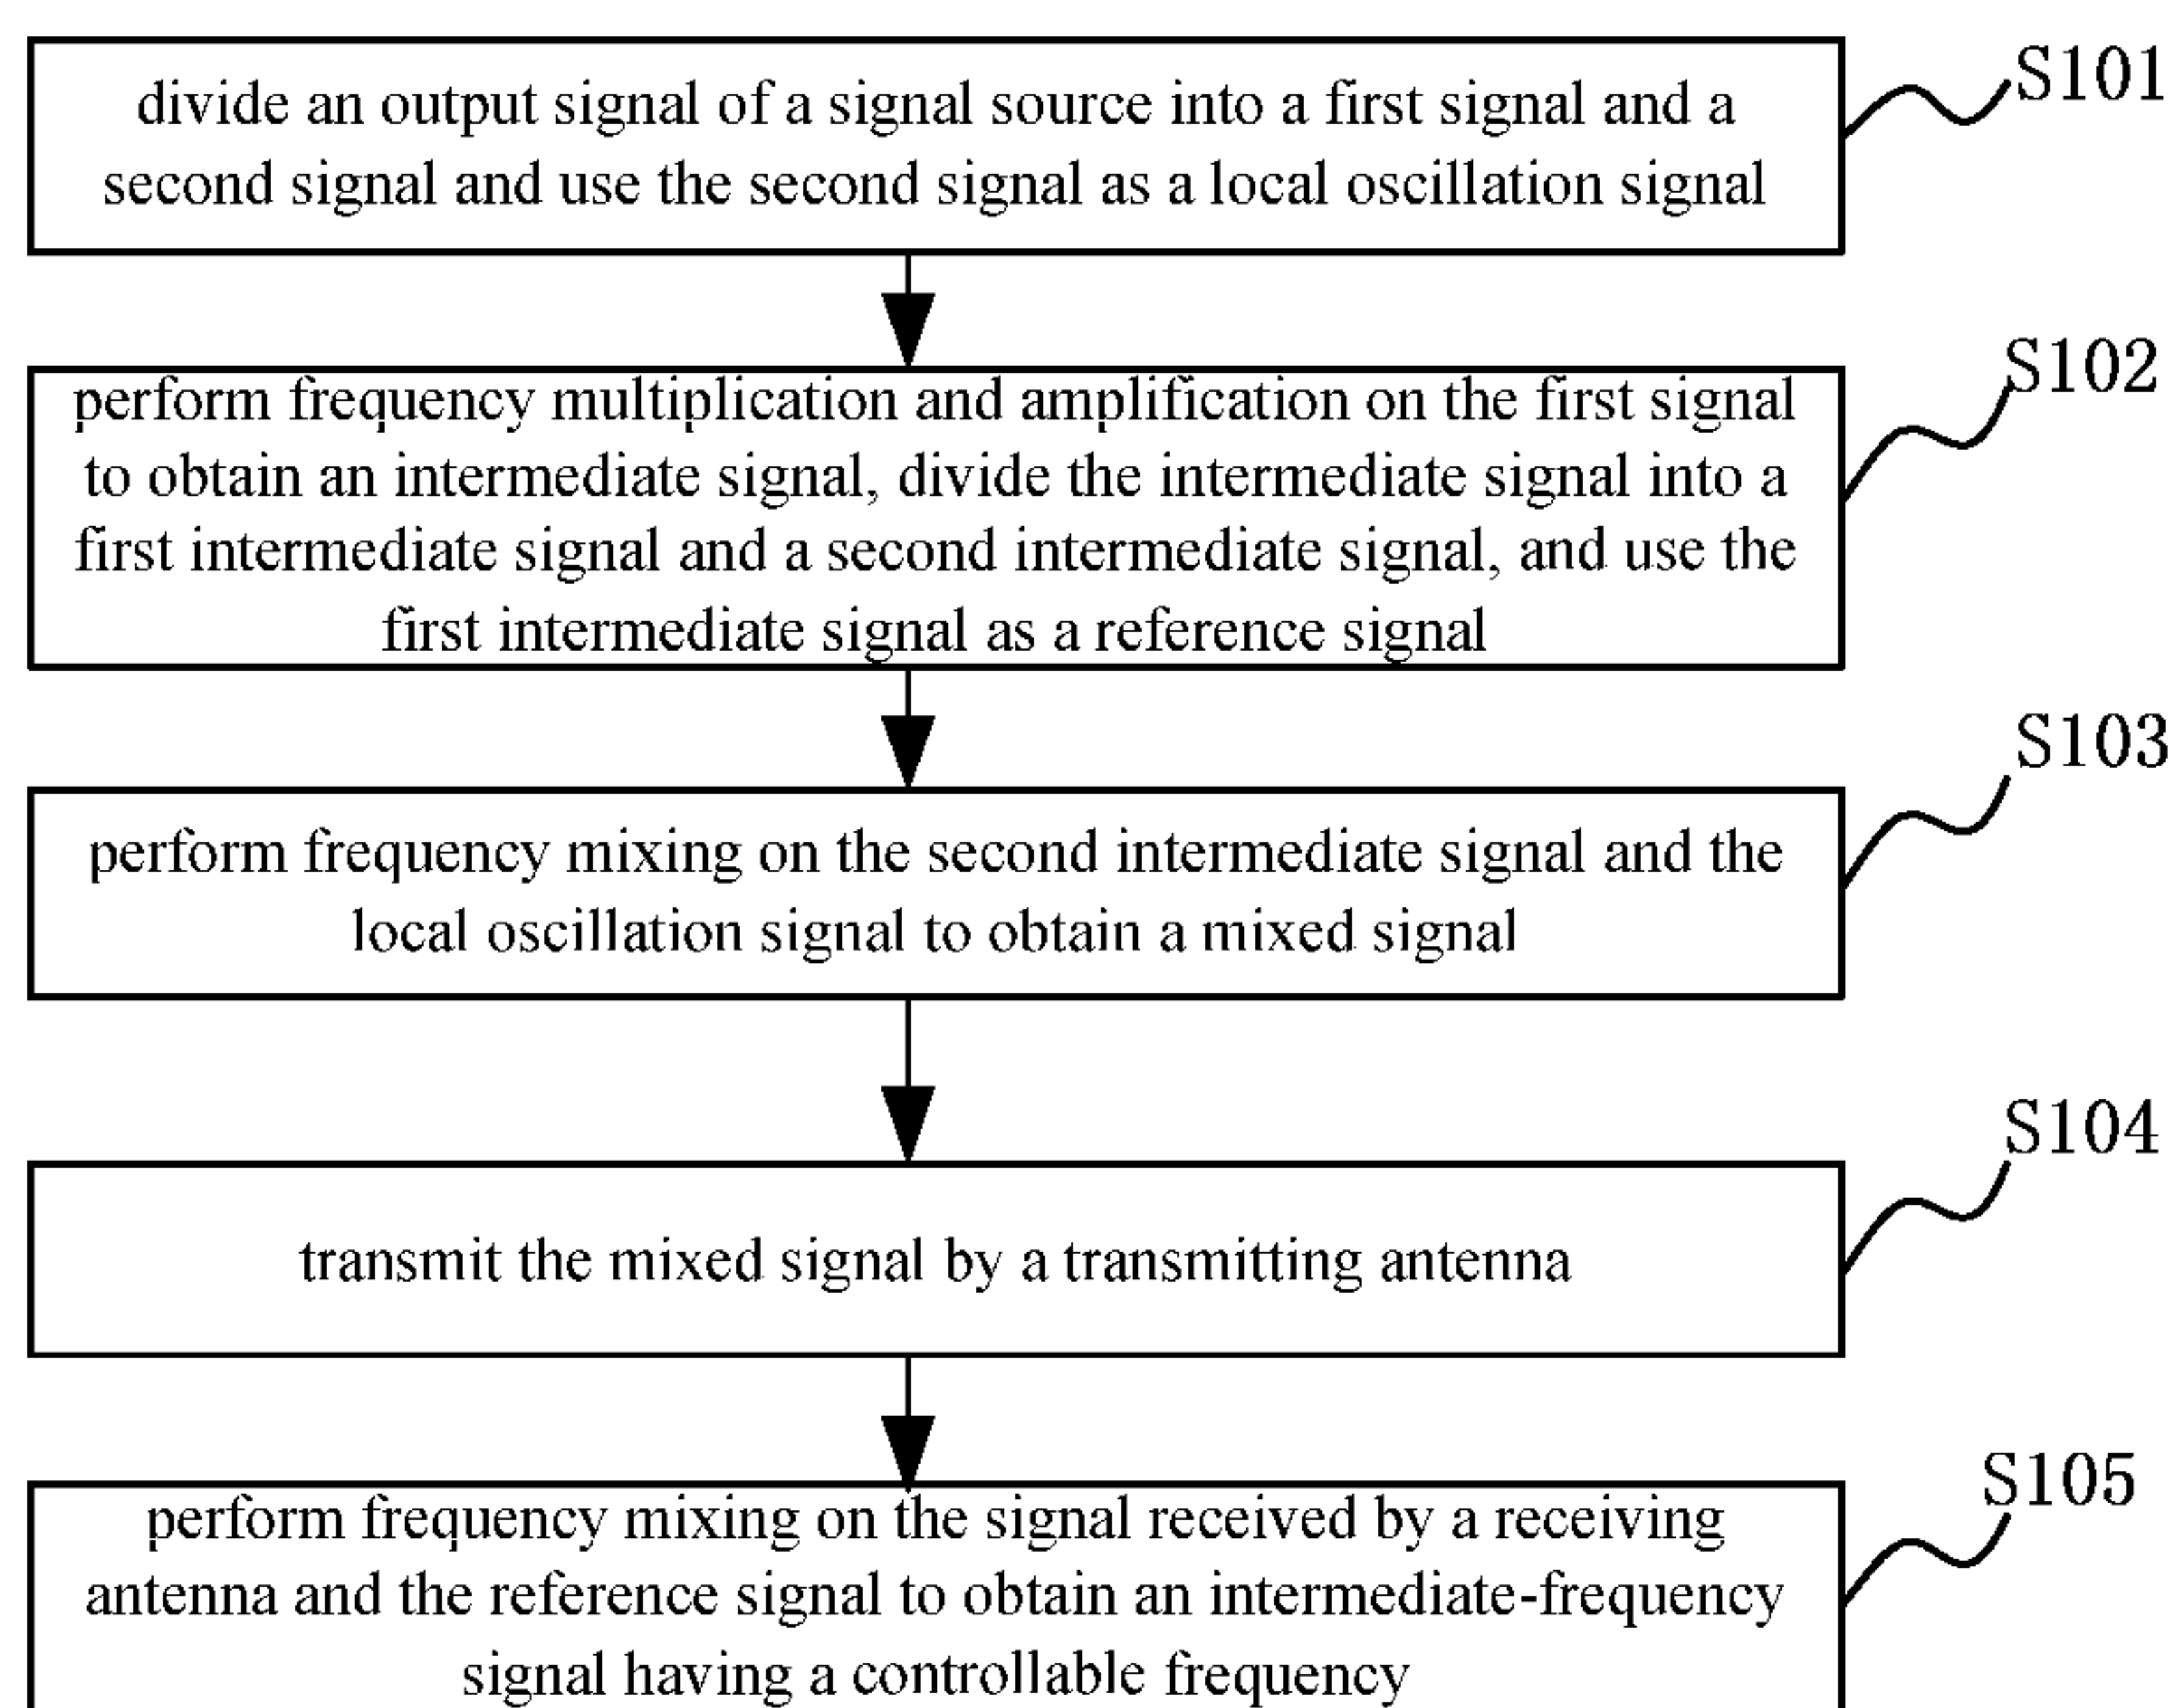 divide an output signal of a signal source into a first signal and a
second signal and use the second signal as a local oscillation signal
S101
perform frequency multiplication and amplification on the first signal
to obtain an intermediate signal, divide the intermediate signal into a
first intermediate signal and a second intermediate signal, and use the
first intermediate signal as a reference signal
S102
perform frequency mixing on the second intermediate signal and the
local oscillation signal to obtain a mixed signal
S103
transmit the mixed signal by a transmitting antenna
S104
perform frequency mixing on the signal received by a receiving
antenna and the reference signal to obtain an intermediate-frequency
signal having a controllable frequency
S105